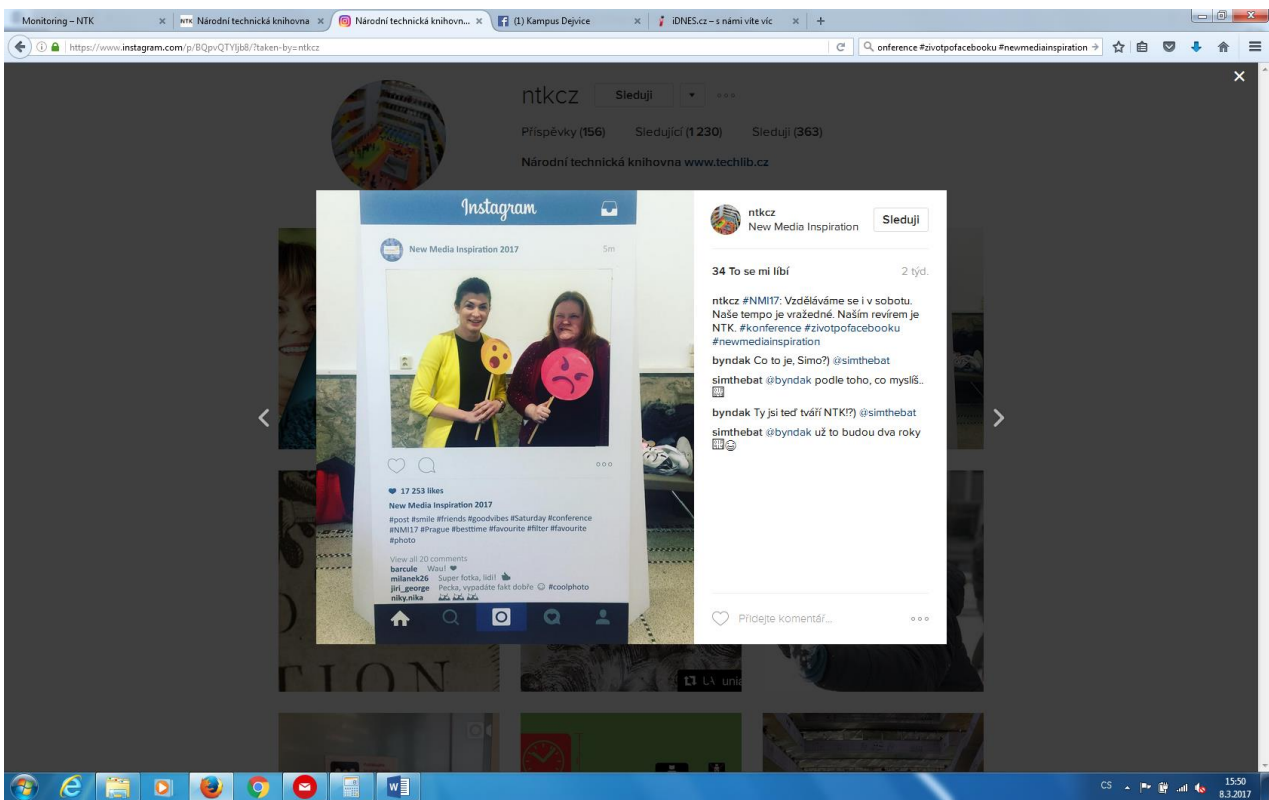 Monitoring – NTK
NTK Národní technická knihovna
Národní technická knihovn...
(1) Kampus Dejvice
iDNES.cz – s námi víte víc
https://www.instagram.com/p/BQpvQTYljb8/?taken-by=ntkcz
onference #zivotpofacebooku #newmediainspiration
ntkcz Sleduji
Příspěvky (156) Sledující (1 230) Sleduji (363)
Národní technická knihovna www.techlib.cz
Instagram
New Media Inspiration 2017 5m
17 253 likes
New Media Inspiration 2017
#post #smile #friends #goodvibes #Saturday #conference
#NMI17 #Prague #besttime #favourite #filter #favourite
#photo
View all 20 comments
barcule Wau!
milanek26 Super fotka, lidi!
jiri_george Pecka, vypadáte fakt dobře ☺ #coolphoto
niky.nika
ntkcz
New Media Inspiration
Sleduji
34 To se mi líbí 2 týd.
ntkcz #NMI17: Vzděláváme se i v sobotu.
Naše tempo je vražedné. Naším revírem je
NTK. #konference #zivotpofacebooku
#newmediainspiration
byndak Co to je, Simo?) @simthebat
simthebat @byndak podle toho, co myslíš..
byndak Ty jsi teď tváří NTK!?) @simthebat
simthebat @byndak už to budou dva roky
Přidejte komentář...
TION
unia
CS
15:50
8.3.2017